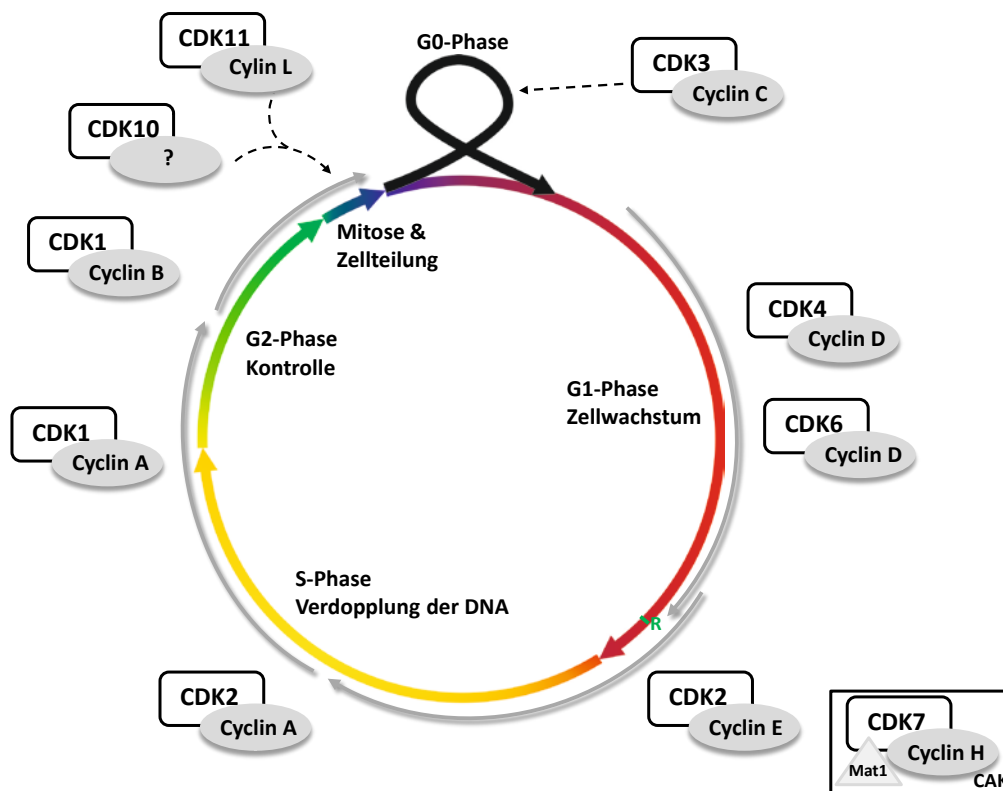 CDK11
Cylin L
G0-Phase
CDK3
Cyclin C
CDK10
?
CDK1
Cyclin B
Mitose &
Zellteilung
CDK4
Cyclin D
G2-Phase
Kontrolle
G1-Phase
Zellwachstum
CDK1
Cyclin A
CDK6
Cyclin D
S-Phase
Verdopplung der DNA
R
CDK2
Cyclin A
CDK2
Cyclin E
CDK7
Cyclin H
Mat1
CAK